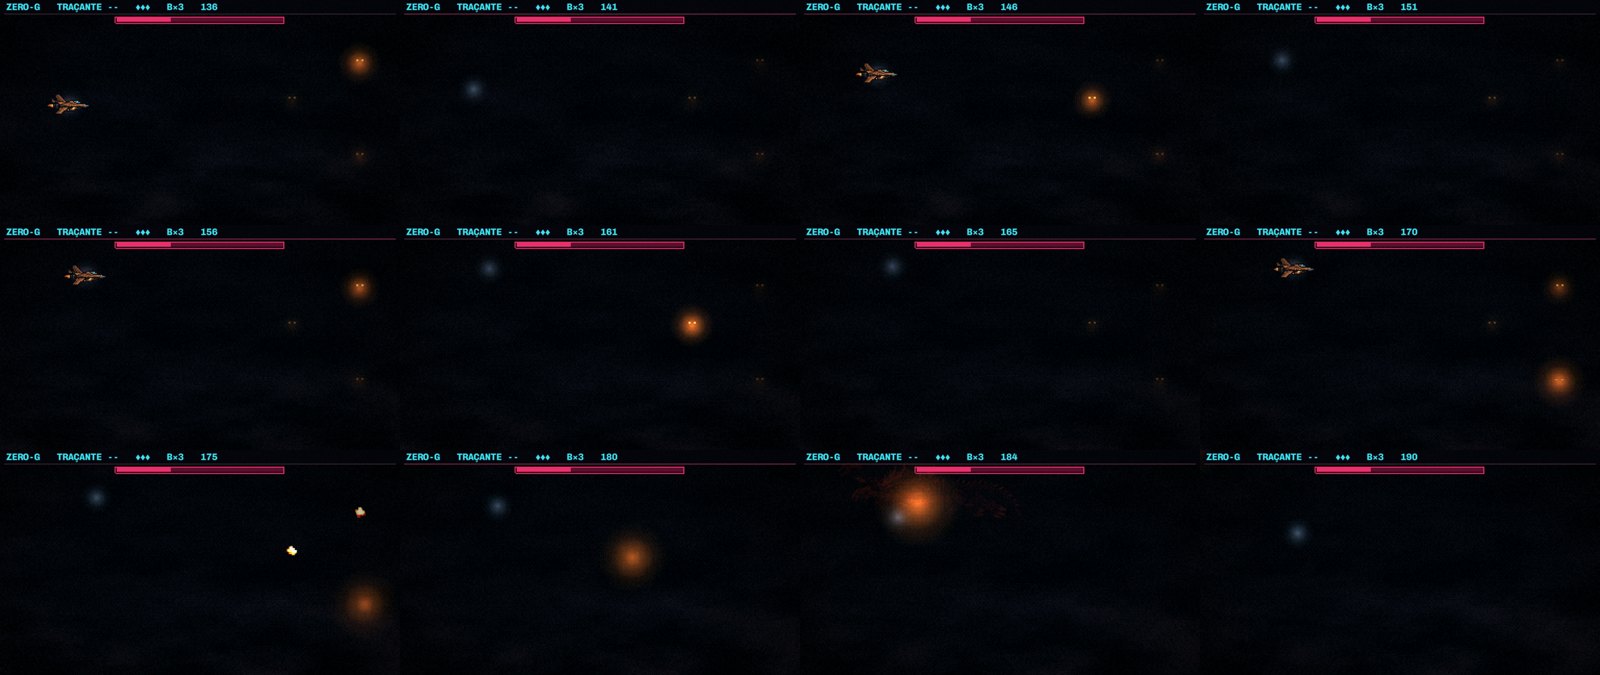 ZERO-G TRAÇANTE -- ♦♦♦ B×3 136
ZERO-G TRAÇANTE -- ♦♦♦ B×3 141
ZERO-G TRAÇANTE -- ♦♦♦ B×3 146
ZERO-G TRAÇANTE -- ♦♦♦ B×3 151
ZERO-G TRAÇANTE -- ♦♦♦ B×3 156
ZERO-G TRAÇANTE -- ♦♦♦ B×3 161
ZERO-G TRAÇANTE -- ♦♦♦ B×3 165
ZERO-G TRAÇANTE -- ♦♦♦ B×3 170
ZERO-G TRAÇANTE -- ♦♦♦ B×3 175
ZERO-G TRAÇANTE -- ♦♦♦ B×3 180
ZERO-G TRAÇANTE -- ♦♦♦ B×3 184
ZERO-G TRAÇANTE -- ♦♦♦ B×3 190